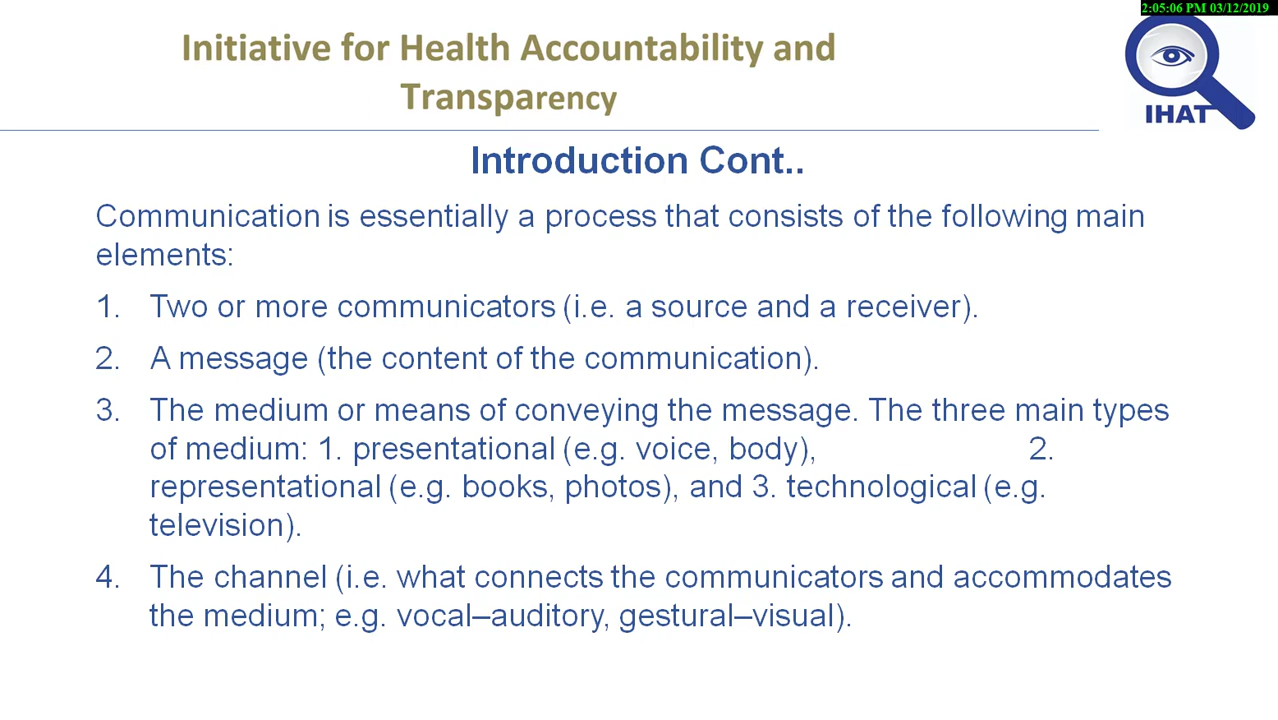 2:05:06 PM 03/12/2019
Initiative for Health Accountability and
Transparency
IHAT
Introduction Cont..
Communication is essentially a process that consists of the following main
elements:
1. Two or more communicators (i.e. a source and a receiver).
2. A message (the content of the communication).
3. The medium or means of conveying the message. The three main types
of medium: 1. presentational (e.g. voice, body), 2.
representational (e.g. books, photos), and 3. technological (e.g.
television).
4. The channel (i.e. what connects the communicators and accommodates
the medium; e.g. vocal–auditory, gestural–visual).